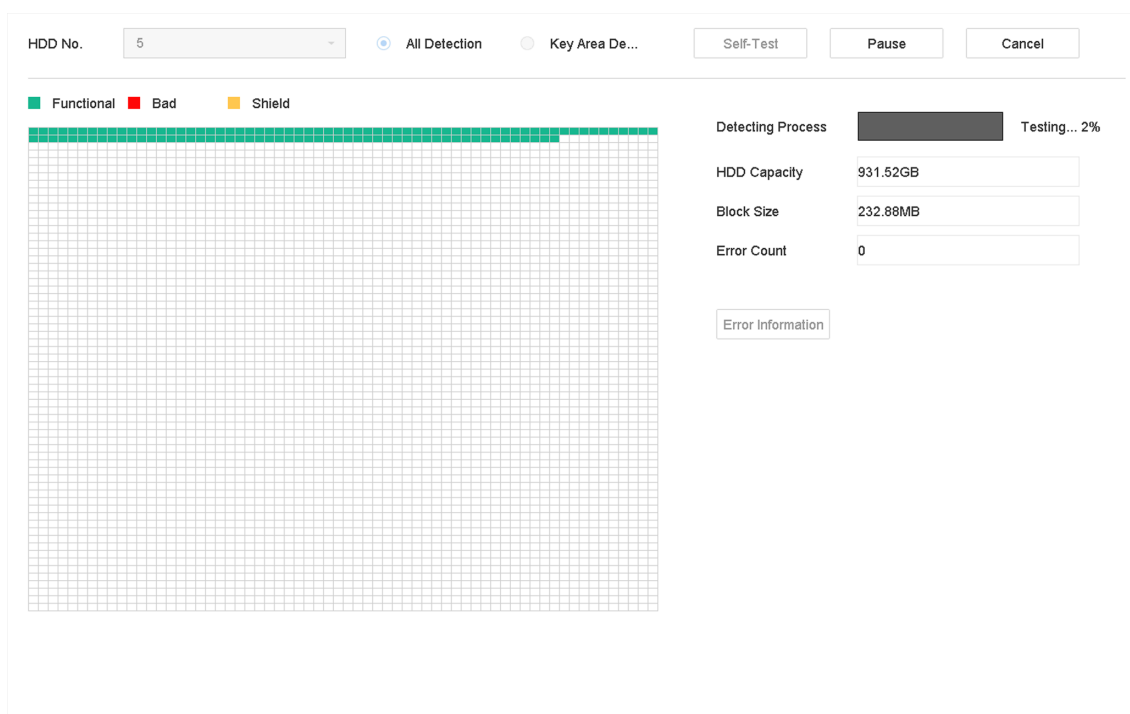 HDD No. 5 All Detection Key Area De... Self-Test Pause Cancel
Functional Bad Shield
Detecting Process Testing... 2%
HDD Capacity 931.52GB
Block Size 232.88MB
Error Count 0
Error Information